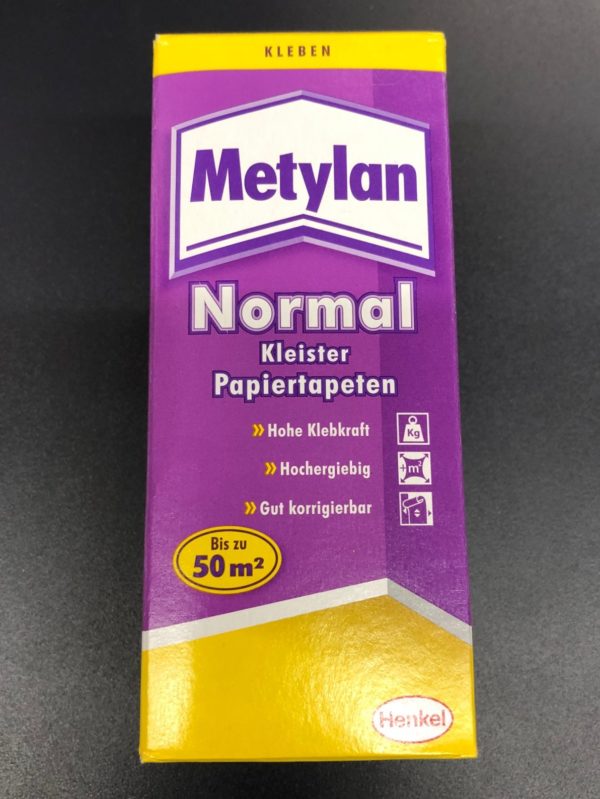 KLEBEN
Metylan
Normal
Kleister
Papiertapeten
» Hohe Klebkraft
Kg
» Hochergiebig
m²
» Gut korrigierbar
Bis zu
50 m²
Henkel